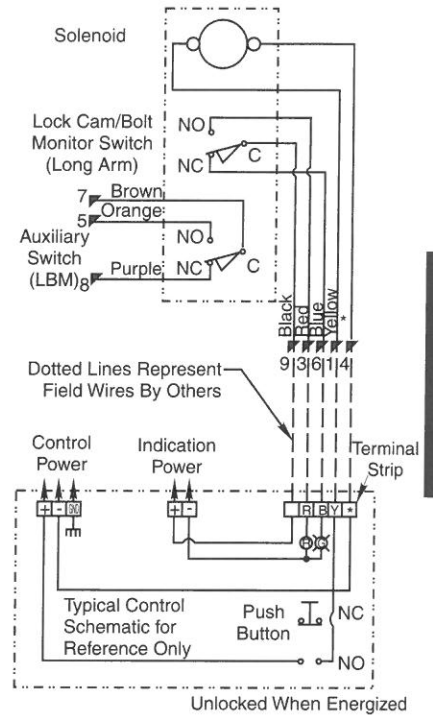 Solenoid
Lock Cam/Bolt
Monitor Switch
(Long Arm)
NO
NC
C
7 Brown
5 Orange
Auxiliary
Switch
(LBM)
8 Purple
NO
NC
C
Black
Red
Blue
Yellow
*
9 3 6 1 4
Dotted Lines Represent
Field Wires By Others
Control
Power
Indication
Power
Terminal
Strip
+ - GND
+ -
R B Y *
R G
Typical Control
Schematic for
Reference Only
Push
Button
NC
NO
Unlocked When Energized